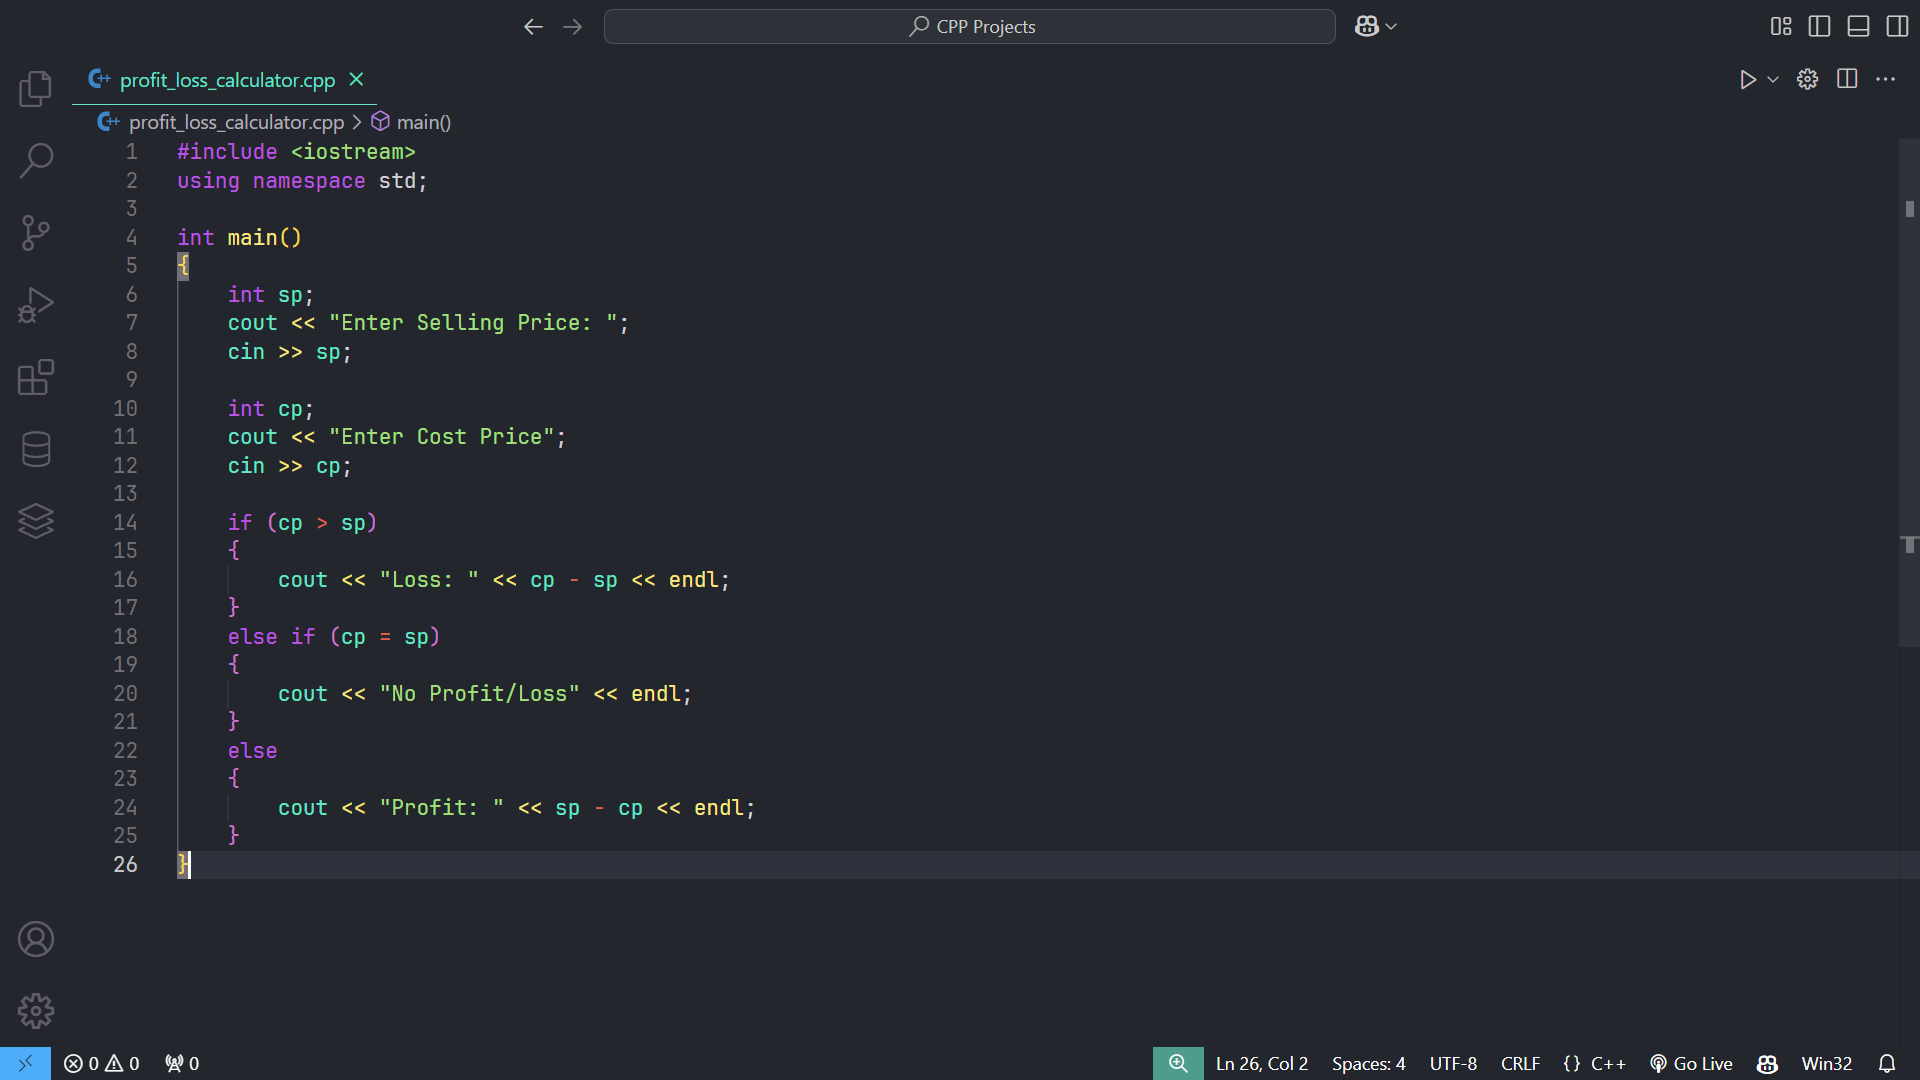 CPP Projects
profit_loss_calculator.cpp
profit_loss_calculator.cpp > main()
1 #include <iostream>
2 using namespace std;
3
4 int main()
5 {
6     int sp;
7     cout << "Enter Selling Price: ";
8     cin >> sp;
9
10     int cp;
11     cout << "Enter Cost Price";
12     cin >> cp;
13
14     if (cp > sp)
15     {
16         cout << "Loss: " << cp - sp << endl;
17     }
18     else if (cp = sp)
19     {
20         cout << "No Profit/Loss" << endl;
21     }
22     else
23     {
24         cout << "Profit: " << sp - cp << endl;
25     }
26 }
0 0 0 Ln 26, Col 2 Spaces: 4 UTF-8 CRLF {} C++ Go Live Win32